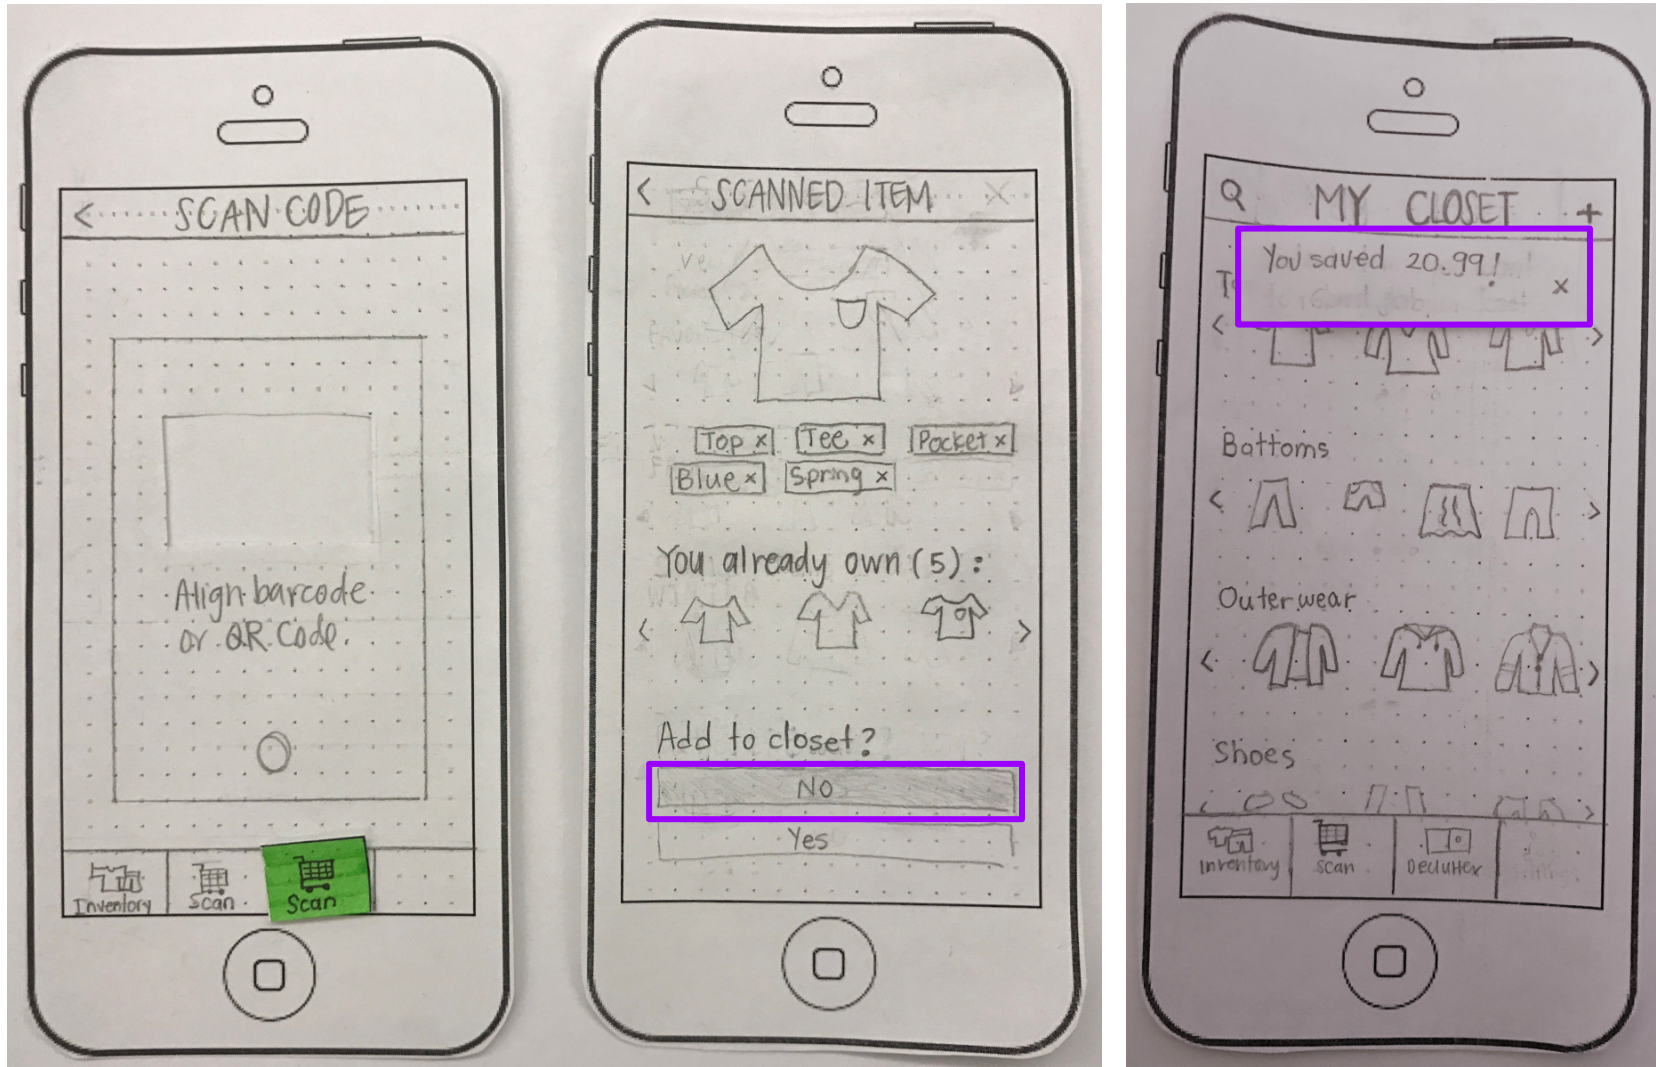 < SCAN CODE
Align barcode
or QR Code.
Inventory Scan Scan
< SCANNED ITEM X
Top x Tee x Pocket x
Blue x Spring x
You already own (5) :
< >
Add to closet?
No
Yes
MY CLOSET +
You saved 20.99!
x
< >
Bottoms
< >
Outerwear
< >
Shoes
< >
Inventory Scan Declutter